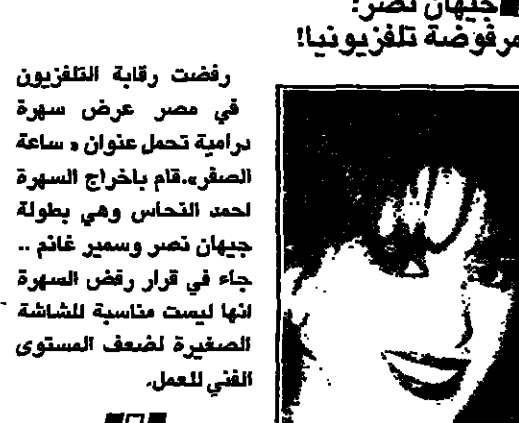 جيهان نصر:
مرفوضة تلفزيونيا!
رفضت رقابة التلفزيون
في مصر عرض سهرة
درامية تحمل عنوان « ساعة
الصفر».قام باخراج السهرة
احمد النحاس وهي بطولة
جيهان نصر وسمير غانم ..
جاء في قرار رفض السهرة
انها ليست مناسبة للشاشة
الصغيرة لضعف المستوى
الفني للعمل.